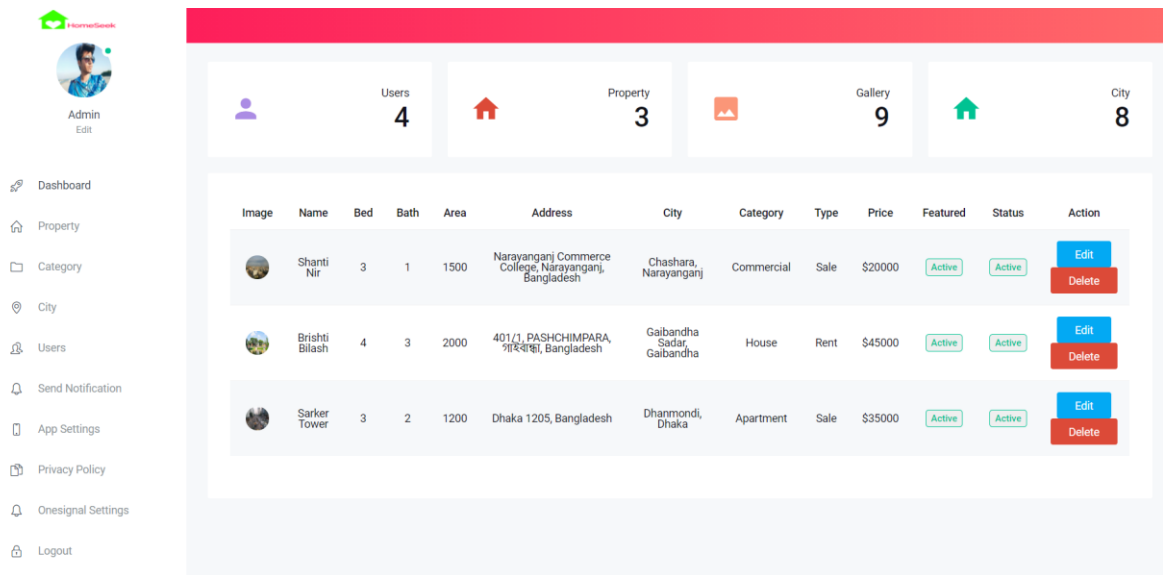 HomeSeek
Admin
Edit
Dashboard
Property
Category
City
Users
Send Notification
App Settings
Privacy Policy
Onesignal Settings
Logout
Users
4
Property
3
Gallery
9
City
8
Image Name Bed Bath Area Address City Category Type Price Featured Status Action
Shanti
Nir
3
1
1500
Narayanganj Commerce
College, Narayanganj,
Bangladesh
Chashara,
Narayanganj
Commercial
Sale
$20000
Active
Active
Edit
Delete
Brishti
Bilash
4
3
2000
401/1, PASHCHIMPARA,
গাইবান্ধা, Bangladesh
Gaibandha
Sadar,
Gaibandha
House
Rent
$45000
Active
Active
Edit
Delete
Sarker
Tower
3
2
1200
Dhaka 1205, Bangladesh
Dhanmondi,
Dhaka
Apartment
Sale
$35000
Active
Active
Edit
Delete